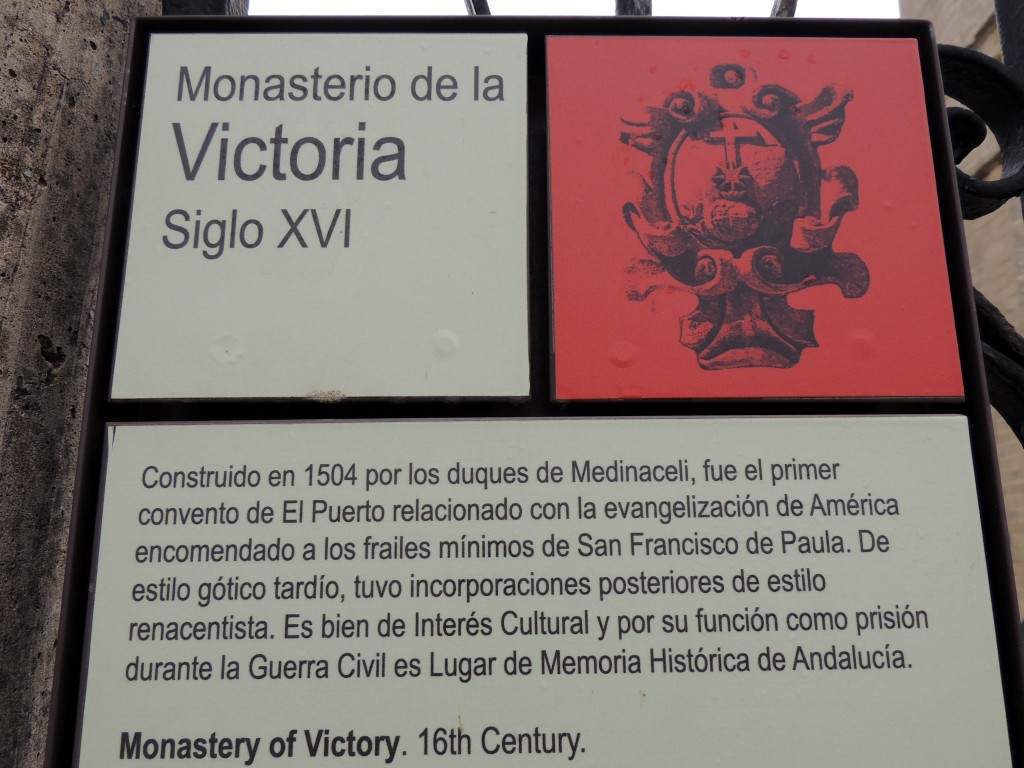 Monasterio de la
Victoria
Siglo XVI
Construido en 1504 por los duques de Medinaceli, fue el primer
convento de El Puerto relacionado con la evangelización de América
encomendado a los frailes mínimos de San Francisco de Paula. De
estilo gótico tardío, tuvo incorporaciones posteriores de estilo
renacentista. Es bien de Interés Cultural y por su función como prisión
durante la Guerra Civil es Lugar de Memoria Histórica de Andalucía.
Monastery of Victory. 16th Century.